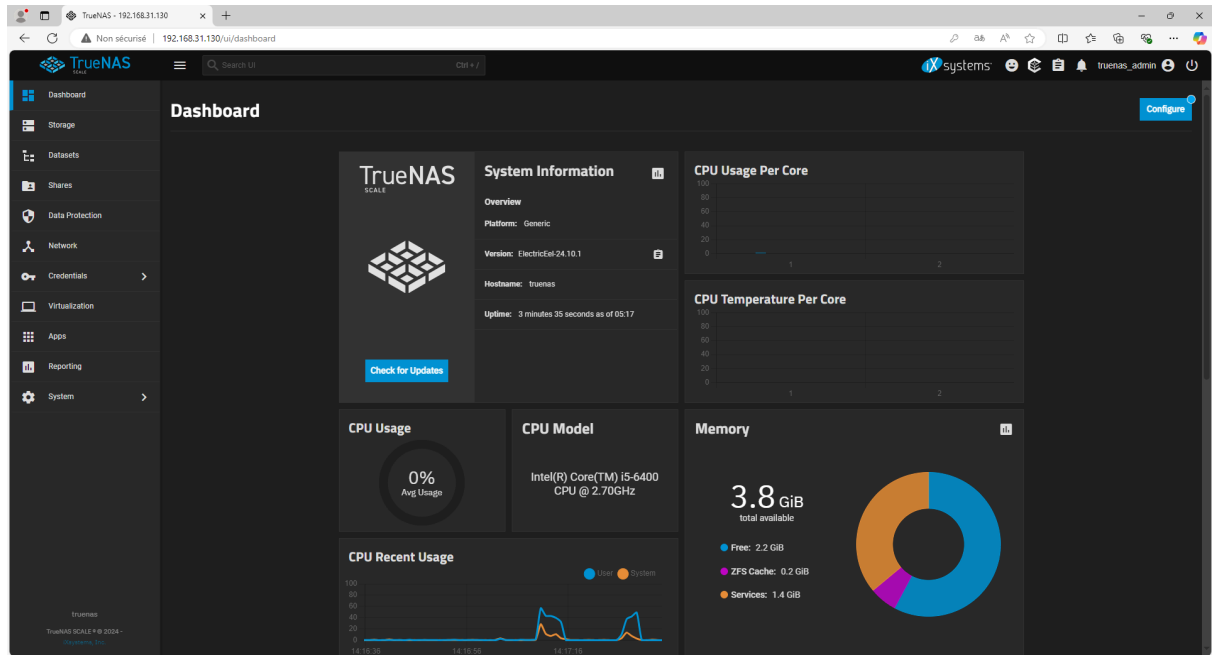 TrueNAS - 192.168.31.130
Non sécurisé
192.168.31.130/ui/dashboard
TrueNAS
SCALE
Search UI
Ctrl + /
iXsystems
truenas_admin
Dashboard
Storage
Datasets
Shares
Data Protection
Network
Credentials
Virtualization
Apps
Reporting
System
truenas
TrueNAS SCALE ® © 2024 -
Dashboard
Configure
TrueNAS
SCALE
Check for Updates
System Information
Overview
Platform: Generic
Version: ElectricEel-24.10.1
Hostname: truenas
Uptime: 3 minutes 35 seconds as of 05:17
CPU Usage Per Core
100
80
60
40
20
0
1 2
CPU Temperature Per Core
100
80
60
40
20
0
1 2
CPU Usage
0%
Avg Usage
CPU Model
Intel(R) Core(TM) i5-6400
CPU @ 2.70GHz
Memory
3.8 GiB
total available
Free: 2.2 GiB
ZFS Cache: 0.2 GiB
Services: 1.4 GiB
CPU Recent Usage
User System
100
80
60
40
20
0
14:16:36 14:16:56 14:17:16